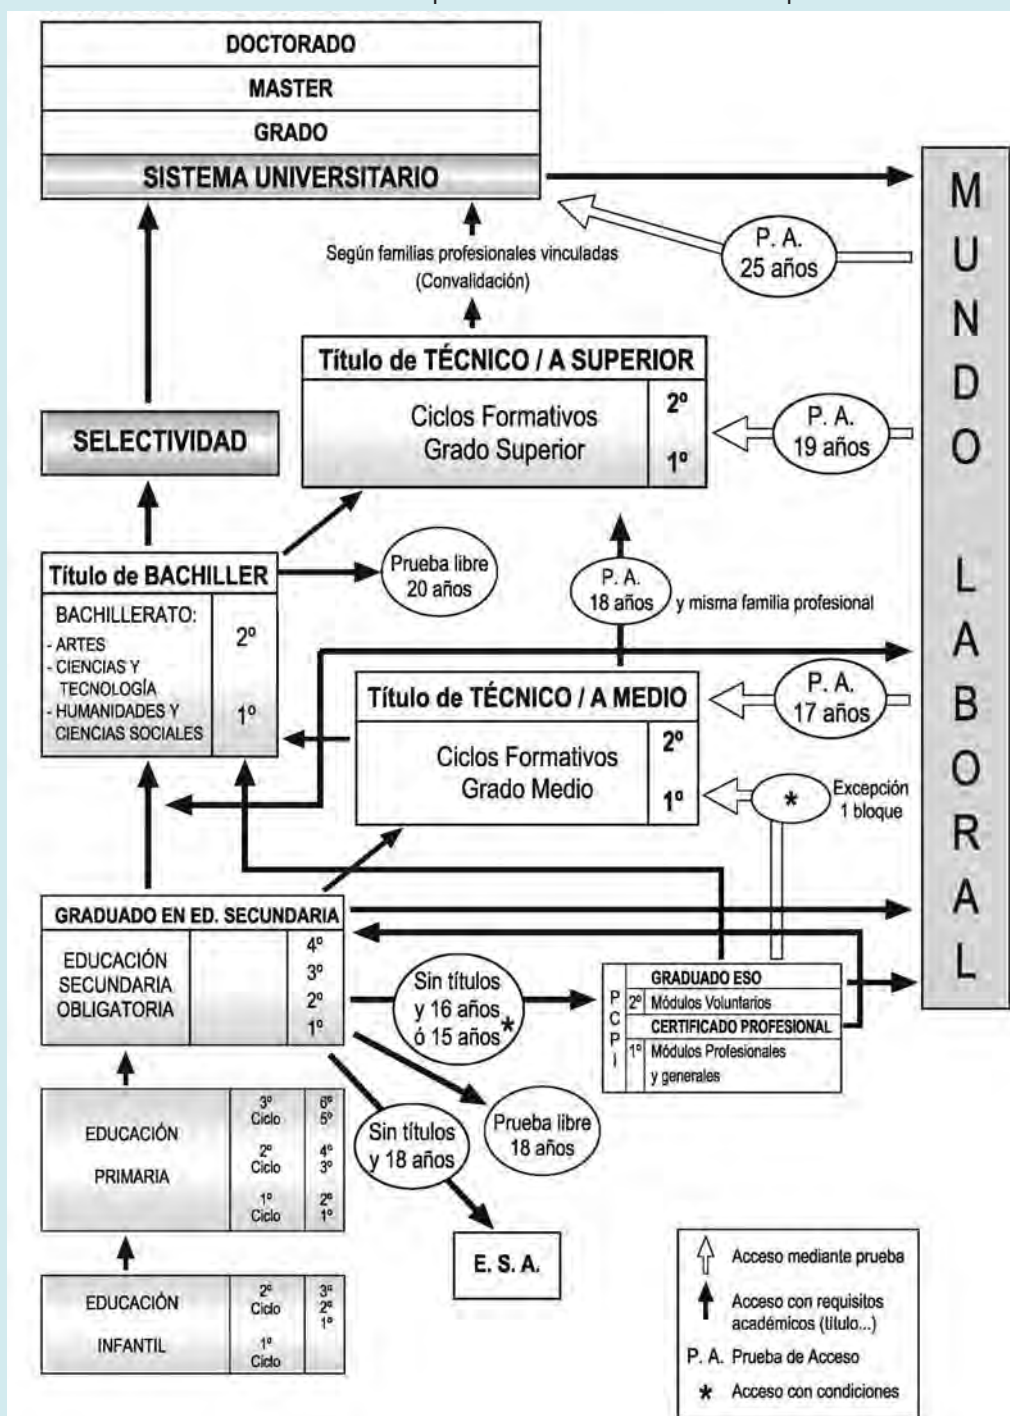 DOCTORADO
MASTER
GRADO
SISTEMA UNIVERSITARIO
P. A.
25 años
Según familias profesionales vinculadas
(Convalidación)
Título de TÉCNICO / A SUPERIOR
Ciclos Formativos
Grado Superior
2º
1º
P. A.
19 años
SELECTIVIDAD
Título de BACHILLER
BACHILLERATO:
- ARTES
- CIENCIAS Y
TECNOLOGÍA
- HUMANIDADES Y
CIENCIAS SOCIALES
2º
1º
Prueba libre
20 años
P. A.
18 años
y misma familia profesional
Título de TÉCNICO / A MEDIO
Ciclos Formativos
Grado Medio
2º
1º
P. A.
17 años
*
Excepción
1 bloque
MUNDO LABORAL
GRADUADO EN ED. SECUNDARIA
EDUCACIÓN
SECUNDARIA
OBLIGATORIA
4º
3º
2º
1º
Sin títulos
y 16 años
ó 15 años *
PCPI
GRADUADO ESO
2º Módulos Voluntarios
CERTIFICADO PROFESIONAL
1º Módulos Profesionales
y generales
Prueba libre
18 años
Sin títulos
y 18 años
E. S. A.
EDUCACIÓN
PRIMARIA
3º
Ciclo
6º
5º
2º
Ciclo
4º
3º
1º
Ciclo
2º
1º
EDUCACIÓN
INFANTIL
2º
Ciclo
3º
2º
1º
1º
Ciclo
Acceso mediante prueba
Acceso con requisitos
académicos (título...)
P. A. Prueba de Acceso
* Acceso con condiciones